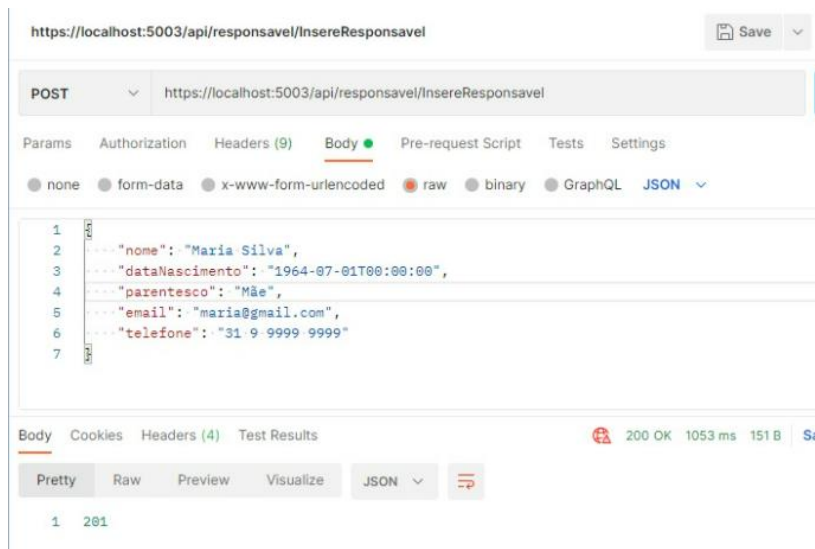 https://localhost:5003/api/responsavel/InsereResponsavel
Save
POST https://localhost:5003/api/responsavel/InsereResponsavel
Params Authorization Headers (9) Body Pre-request Script Tests Settings
none form-data x-www-form-urlencoded raw binary GraphQL JSON
1 {
2 "nome": "Maria Silva",
3 "dataNascimento": "1964-07-01T00:00:00",
4 "parentesco": "Mãe",
5 "email": "maria@gmail.com",
6 "telefone": "31 9 9999 9999"
7 }
Body Cookies Headers (4) Test Results 200 OK 1053 ms 151 B Sa
Pretty Raw Preview Visualize JSON
1 201